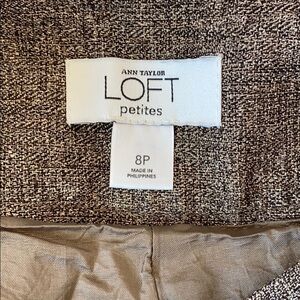 ANN TAYLOR
LOFT
petites
8P
MADE IN
PHILIPPINES